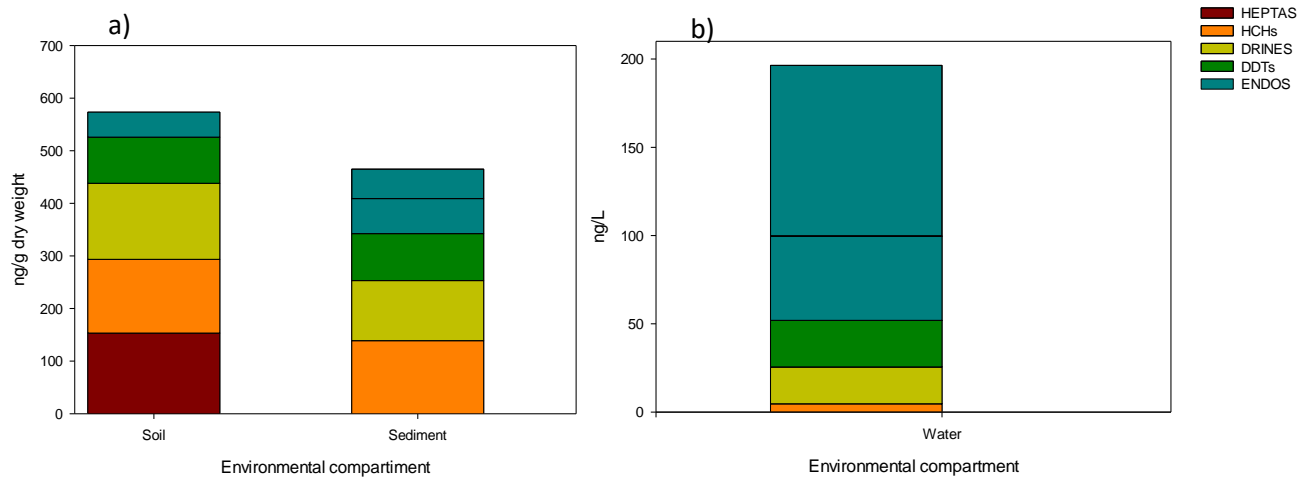 a)
700
600
500
400
300
200
100
0
ng/g dry weight
Soil
Sediment
Environmental compartiment
b)
200
150
100
50
0
ng/L
Water
Environmental compartment
HEPTAS
HCHs
DRINES
DDTs
ENDOS